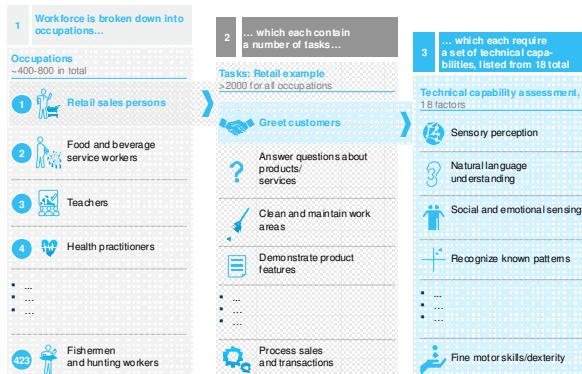 1
Workforce is broken down into
occupations…
Occupations
~400-800 in total
1
Retail sales persons
2
Food and beverage
service workers
3
Teachers
4
Health practitioners
▪ ...
▪ ...
▪ ...
423
Fishermen
and hunting workers
2
... which each contain
a number of tasks…
Tasks: Retail example
>2000 for all occupations
Greet customers
?
Answer questions about
products/
services
Clean and maintain work
areas
Demonstrate product
features
▪ ...
▪ ...
▪ ...
Process sales
and transactions
3
... which each require
a set of technical capa-
bilities, listed from 18 total
Technical capability assessment,
18 factors
Sensory perception
Natural language
understanding
Social and emotional sensing
Recognize known patterns
▪ ...
▪ ...
▪ ...
Fine motor skills/dexterity